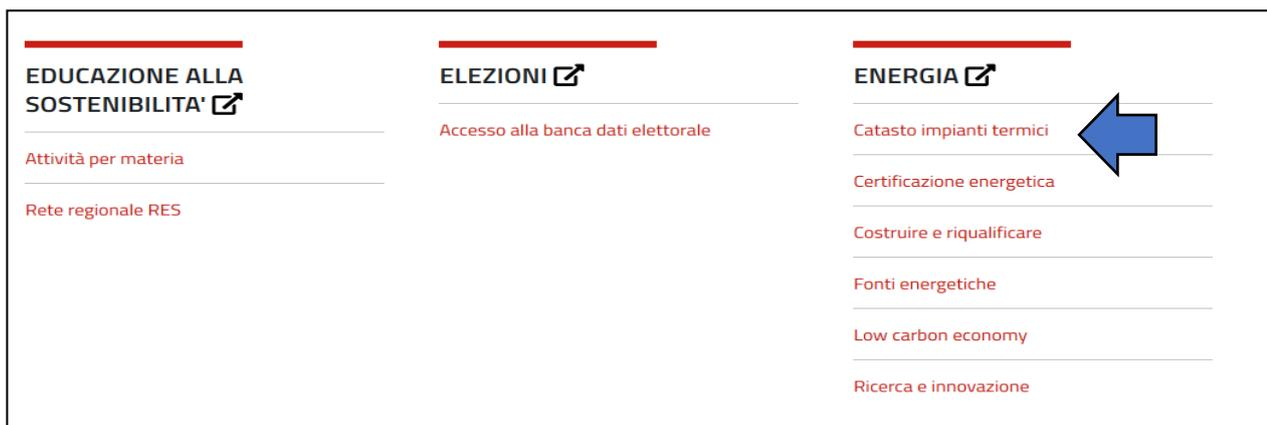 EDUCAZIONE ALLA
SOSTENIBILITA'
Attività per materia
Rete regionale RES
ELEZIONI
Accesso alla banca dati elettorale
ENERGIA
Catasto impianti termici
Certificazione energetica
Costruire e riqualificare
Fonti energetiche
Low carbon economy
Ricerca e innovazione